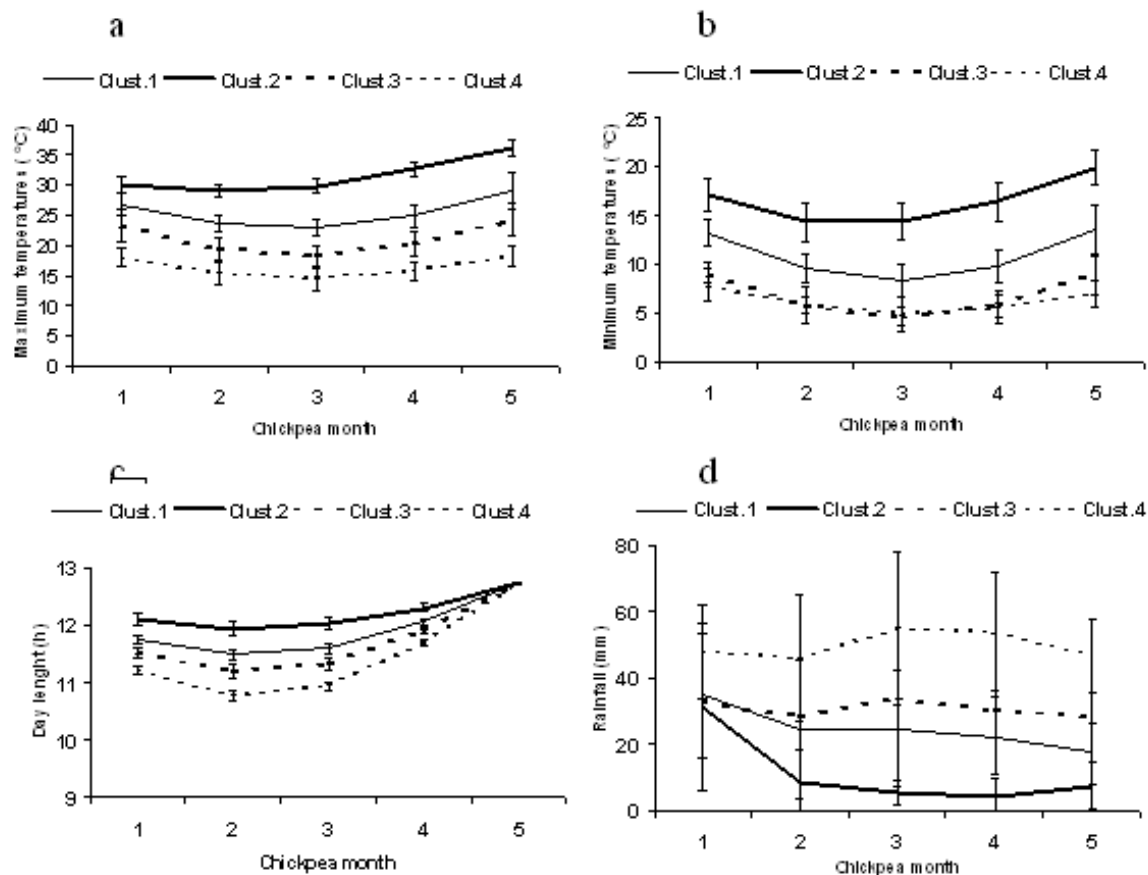 a
Clust.1 Clust.2 Clust.3 Clust.4
Maximum temperatures ( °C)
40
35
30
25
20
15
10
5
0
1 2 3 4 5
Chickpea month
b
Clust.1 Clust.2 Clust.3 Clust.4
Minimum temperatures ( °C)
25
20
15
10
5
0
1 2 3 4 5
Chickpea month
c
Clust.1 Clust.2 Clust.3 Clust.4
Day lenght (h)
13
12
11
10
9
1 2 3 4 5
Chickpea month
d
Clust.1 Clust.2 Clust.3 Clust.4
Rainfall (mm)
80
60
40
20
0
1 2 3 4 5
Chickpea month